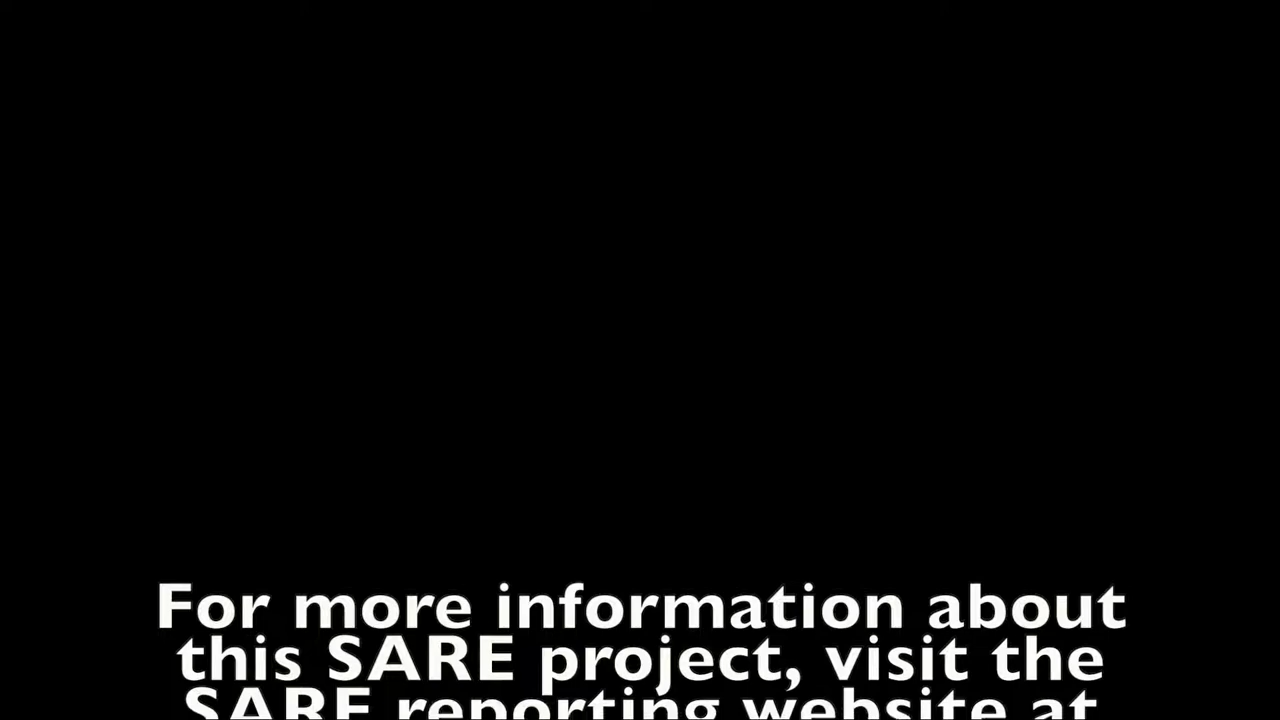 For more information about
this SARE project, visit the
SARE reporting website at